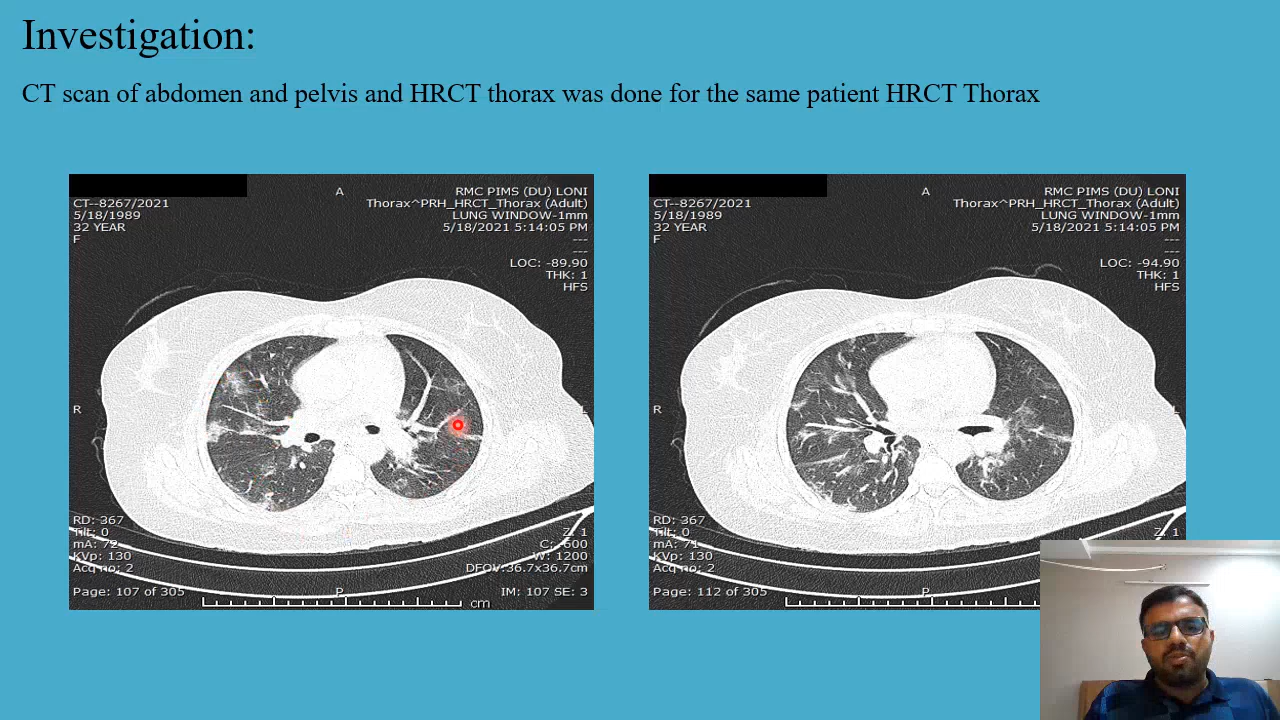 Investigation:
CT scan of abdomen and pelvis and HRCT thorax was done for the same patient HRCT Thorax
A
RMC PIMS (DU) LONI
CT--8267/2021
Thorax^PRH_HRCT_Thorax (Adult)
5/18/1989
LUNG WINDOW-1mm
32 YEAR
5/18/2021 5:14:05 PM
F
---
---
LOC: -89.90
THK: 1
HFS
R
L
RD: 367
Tilt: 0
Z: 1
mA: 72
C: -600
KVp: 130
W: 1200
Acq no: 2
DFOV:36.7x36.7cm
Page: 107 of 305
P
IM: 107 SE: 3
cm
A
RMC PIMS (DU) LONI
CT--8267/2021
Thorax^PRH_HRCT_Thorax (Adult)
5/18/1989
LUNG WINDOW-1mm
32 YEAR
5/18/2021 5:14:05 PM
F
---
---
LOC: -94.90
THK: 1
HFS
R
L
RD: 367
Tilt: 0
Z: 1
mA: 71
KVp: 130
Acq no: 2
Page: 112 of 305
P